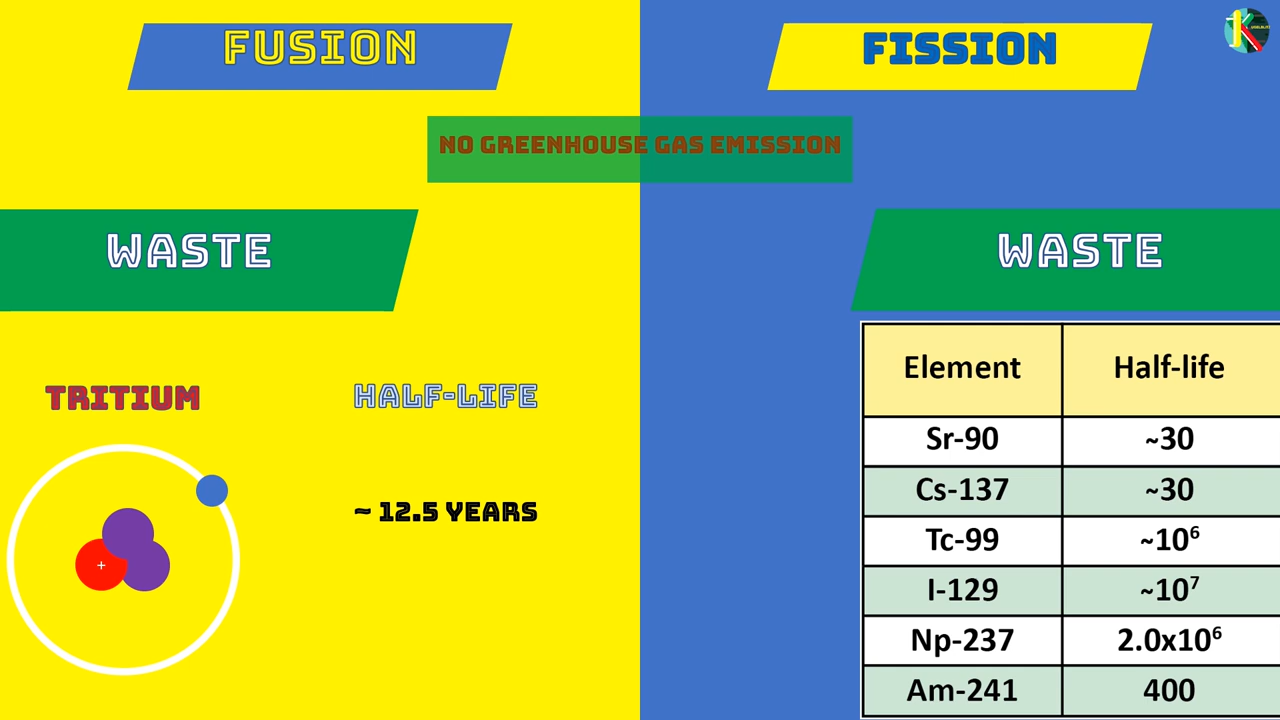 FUSION
FISSION
NO GREENHOUSE GAS EMISSION
WASTE
TRITIUM
HALF-LIFE
~ 12.5 YEARS
+
WASTE
Element Half-life
Sr-90 ~30
Cs-137 ~30
Tc-99 ~10⁶
I-129 ~10⁷
Np-237 2.0x10⁶
Am-241 400